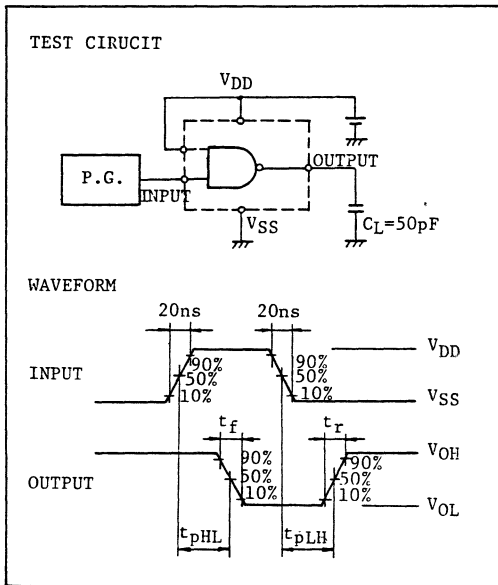 TEST CIRUCIT
VDD
P.G.
INPUT
OUTPUT
VSS
CL=50pF
WAVEFORM
20ns 20ns
INPUT
90%
50%
10%
90%
50%
10%
VDD
VSS
tf
tr
OUTPUT
90%
50%
10%
90%
50%
10%
VOH
VOL
tpHL
tpLH